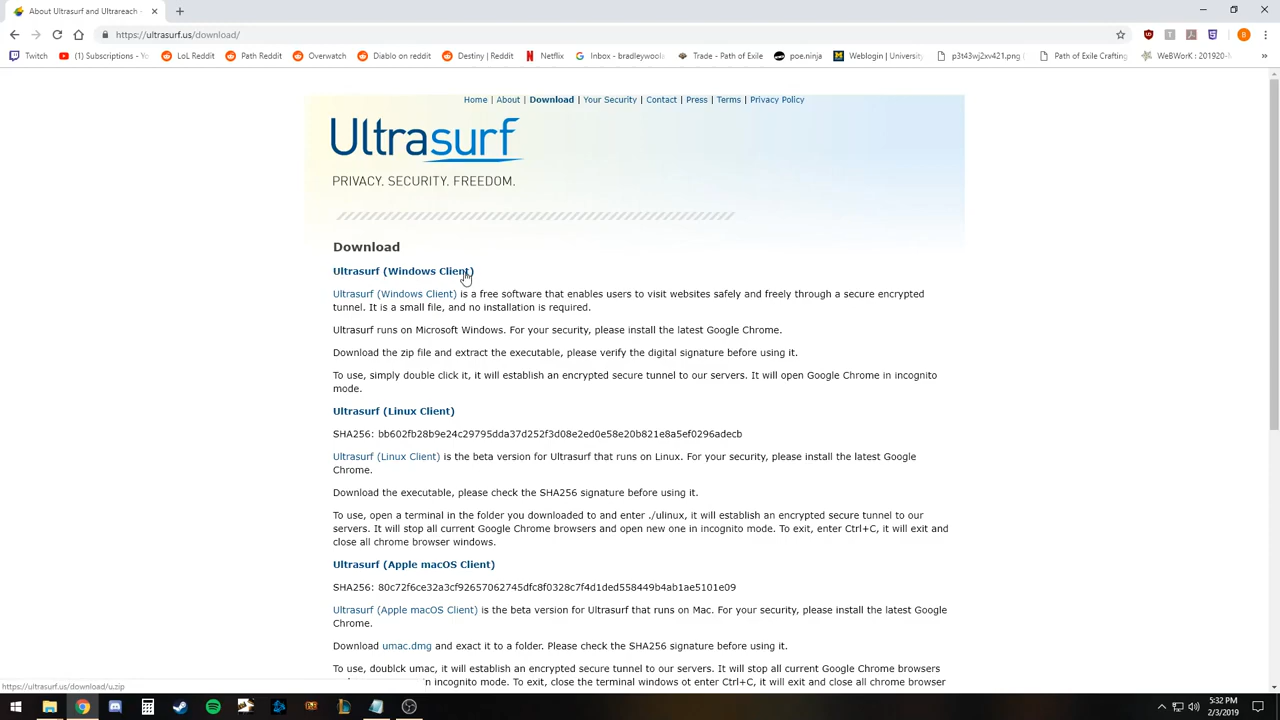 About Ultrasurf and Ultrareach -
https://ultrasurf.us/download/
Twitch
(1) Subscriptions - Yo
LoL Reddit
Path Reddit
Overwatch
Diablo on reddit
Destiny | Reddit
Netflix
Inbox - bradleywools
Trade - Path of Exile
poe.ninja
Weblogin | University
p3t43wj2xv421.png (
Path of Exile Crafting
WeBWorK : 201920-
Home | About | Download | Your Security | Contact | Press | Terms | Privacy Policy
Ultrasurf
PRIVACY. SECURITY. FREEDOM.
Download
Ultrasurf (Windows Client)
Ultrasurf (Windows Client) is a free software that enables users to visit websites safely and freely through a secure encrypted
tunnel. It is a small file, and no installation is required.
Ultrasurf runs on Microsoft Windows. For your security, please install the latest Google Chrome.
Download the zip file and extract the executable, please verify the digital signature before using it.
To use, simply double click it, it will establish an encrypted secure tunnel to our servers. It will open Google Chrome in incognito
mode.
Ultrasurf (Linux Client)
SHA256: bb602fb28b9e24c29795dda37d252f3d08e2ed0e58e20b821e8a5ef0296adecb
Ultrasurf (Linux Client) is the beta version for Ultrasurf that runs on Linux. For your security, please install the latest Google
Chrome.
Download the executable, please check the SHA256 signature before using it.
To use, open a terminal in the folder you downloaded to and enter ./ulinux, it will establish an encrypted secure tunnel to our
servers. It will stop all current Google Chrome browsers and open new one in incognito mode. To exit, enter Ctrl+C, it will exit and
close all chrome browser windows.
Ultrasurf (Apple macOS Client)
SHA256: 80c72f6ce32a3cf92657062745dfc8f0328c7f4d1ded558449b4ab1ae5101e09
Ultrasurf (Apple macOS Client) is the beta version for Ultrasurf that runs on Mac. For your security, please install the latest Google
Chrome.
Download umac.dmg and exact it to a folder. Please check the SHA256 signature before using it.
To use, doublck umac, it will establish an encrypted secure tunnel to our servers. It will stop all current Google Chrome browsers
in incognito mode. To exit, close the terminal windows ot enter Ctrl+C, it will exit and close all chrome browser
https://ultrasurf.us/download/u.zip
5:32 PM
2/3/2019